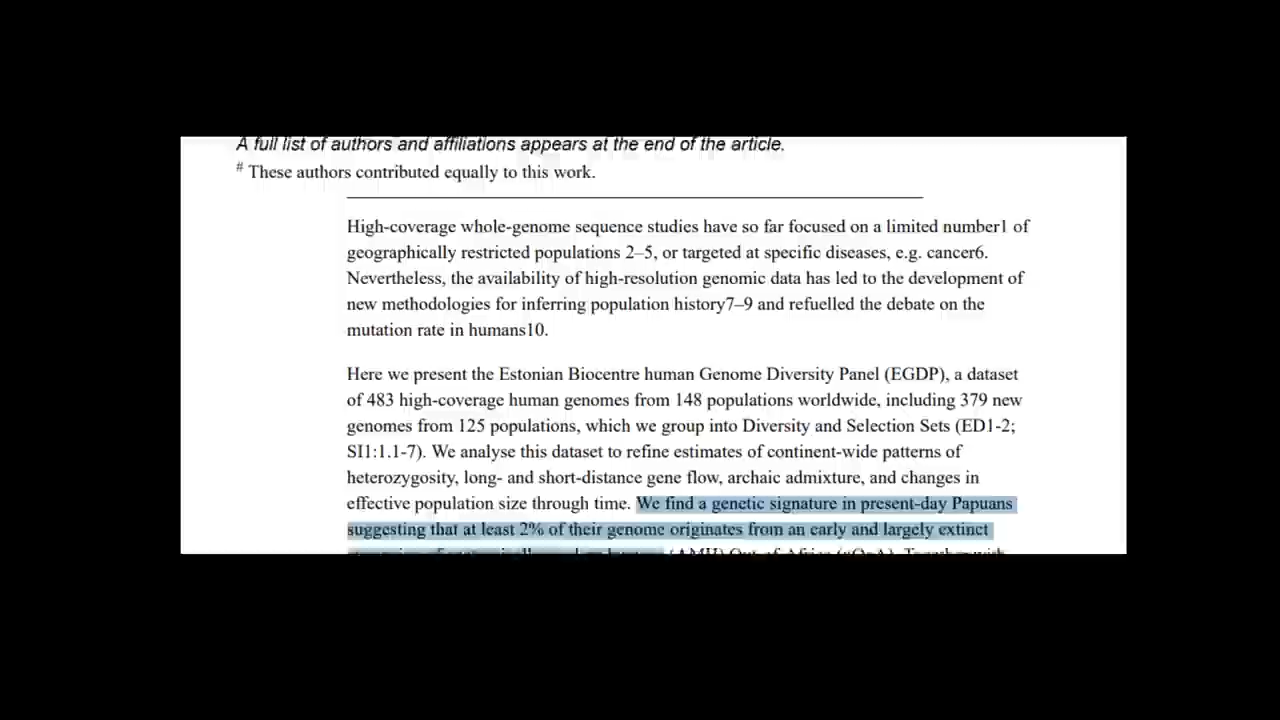 A full list of authors and affiliations appears at the end of the article.
# These authors contributed equally to this work.
High-coverage whole-genome sequence studies have so far focused on a limited number1 of
geographically restricted populations 2–5, or targeted at specific diseases, e.g. cancer6.
Nevertheless, the availability of high-resolution genomic data has led to the development of
new methodologies for inferring population history7–9 and refuelled the debate on the
mutation rate in humans10.
Here we present the Estonian Biocentre human Genome Diversity Panel (EGDP), a dataset
of 483 high-coverage human genomes from 148 populations worldwide, including 379 new
genomes from 125 populations, which we group into Diversity and Selection Sets (ED1-2;
SI1:1.1-7). We analyse this dataset to refine estimates of continent-wide patterns of
heterozygosity, long- and short-distance gene flow, archaic admixture, and changes in
effective population size through time. We find a genetic signature in present-day Papuans
suggesting that at least 2% of their genome originates from an early and largely extinct
(AMH) Out-of-Africa (xOoA). Together with